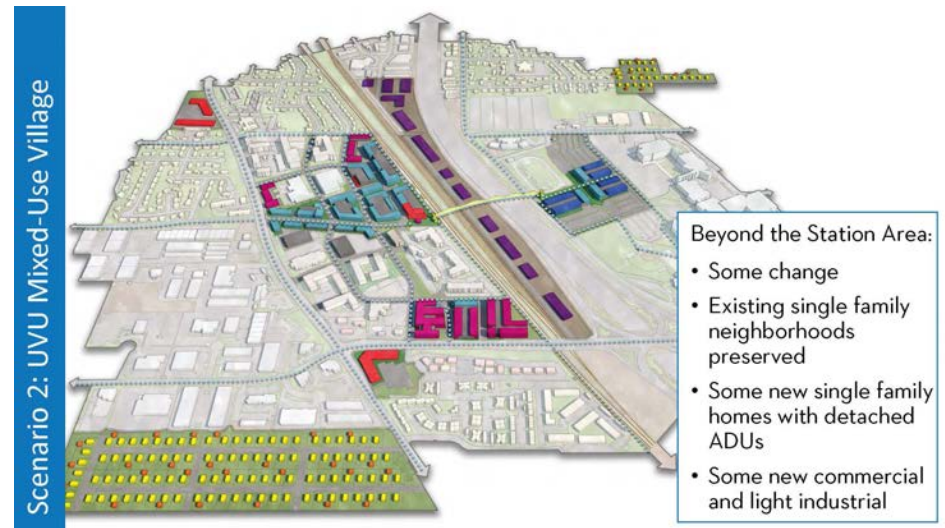 Scenario 2: UVU Mixed-Use Village
Beyond the Station Area:
• Some change
• Existing single family
neighborhoods
preserved
• Some new single family
homes with detached
ADUs
• Some new commercial
and light industrial